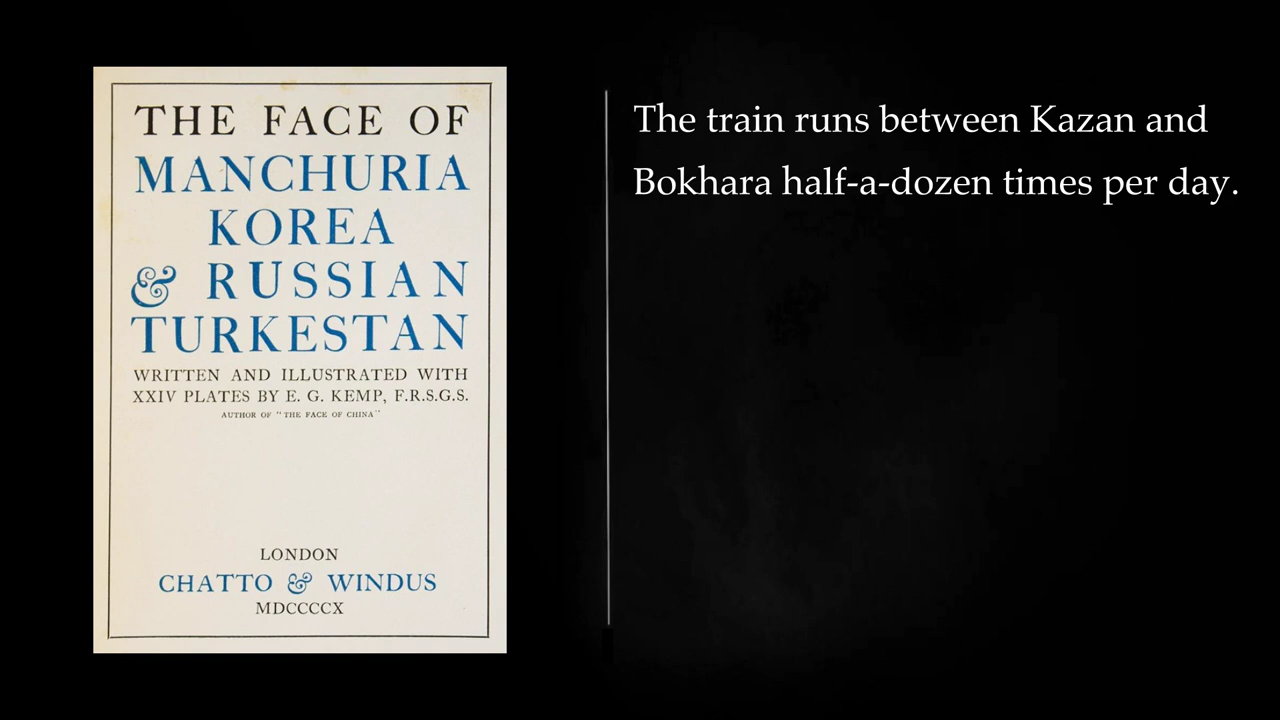 THE FACE OF
MANCHURIA
KOREA
& RUSSIAN
TURKESTAN
WRITTEN AND ILLUSTRATED WITH
XXIV PLATES BY E. G. KEMP, F.R.S.G.S.
AUTHOR OF "THE FACE OF CHINA"
LONDON
CHATTO & WINDUS
MDCCCCX
The train runs between Kazan and
Bokhara half-a-dozen times per day.